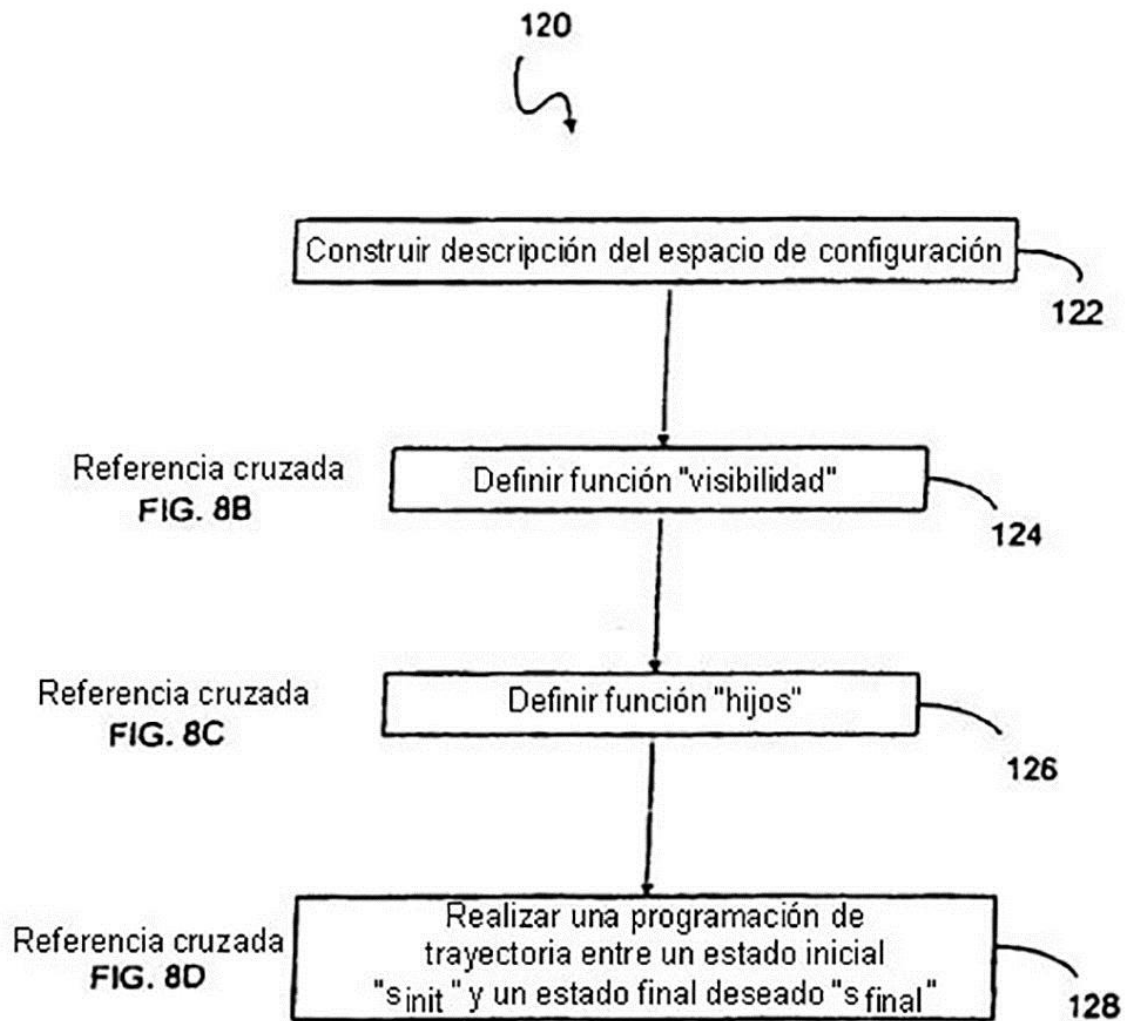 120
Construir descripción del espacio de configuración
122
Referencia cruzada
FIG. 8B
Definir función "visibilidad"
124
Referencia cruzada
FIG. 8C
Definir función "hijos"
126
Referencia cruzada
FIG. 8D
Realizar una programación de
trayectoria entre un estado inicial
"sinit" y un estado final deseado "sfinal"
128